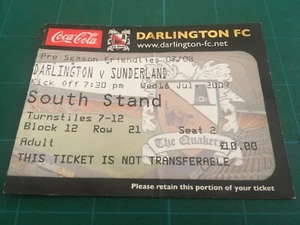 Coca-Cola
DARLINGTON FC
www.darlington-fc.net
Pre Season Friendlies 07/08
DARLINGTON v SUNDERLAND
Kick Off 7:30 pm Wed Jul 2007
South Stand
Turnstiles 7-12
Block 12 Row 21 Seat 2
Adult £10.00
The Quakers
THIS TICKET IS NOT TRANSFERABLE
Please retain this portion of your ticket